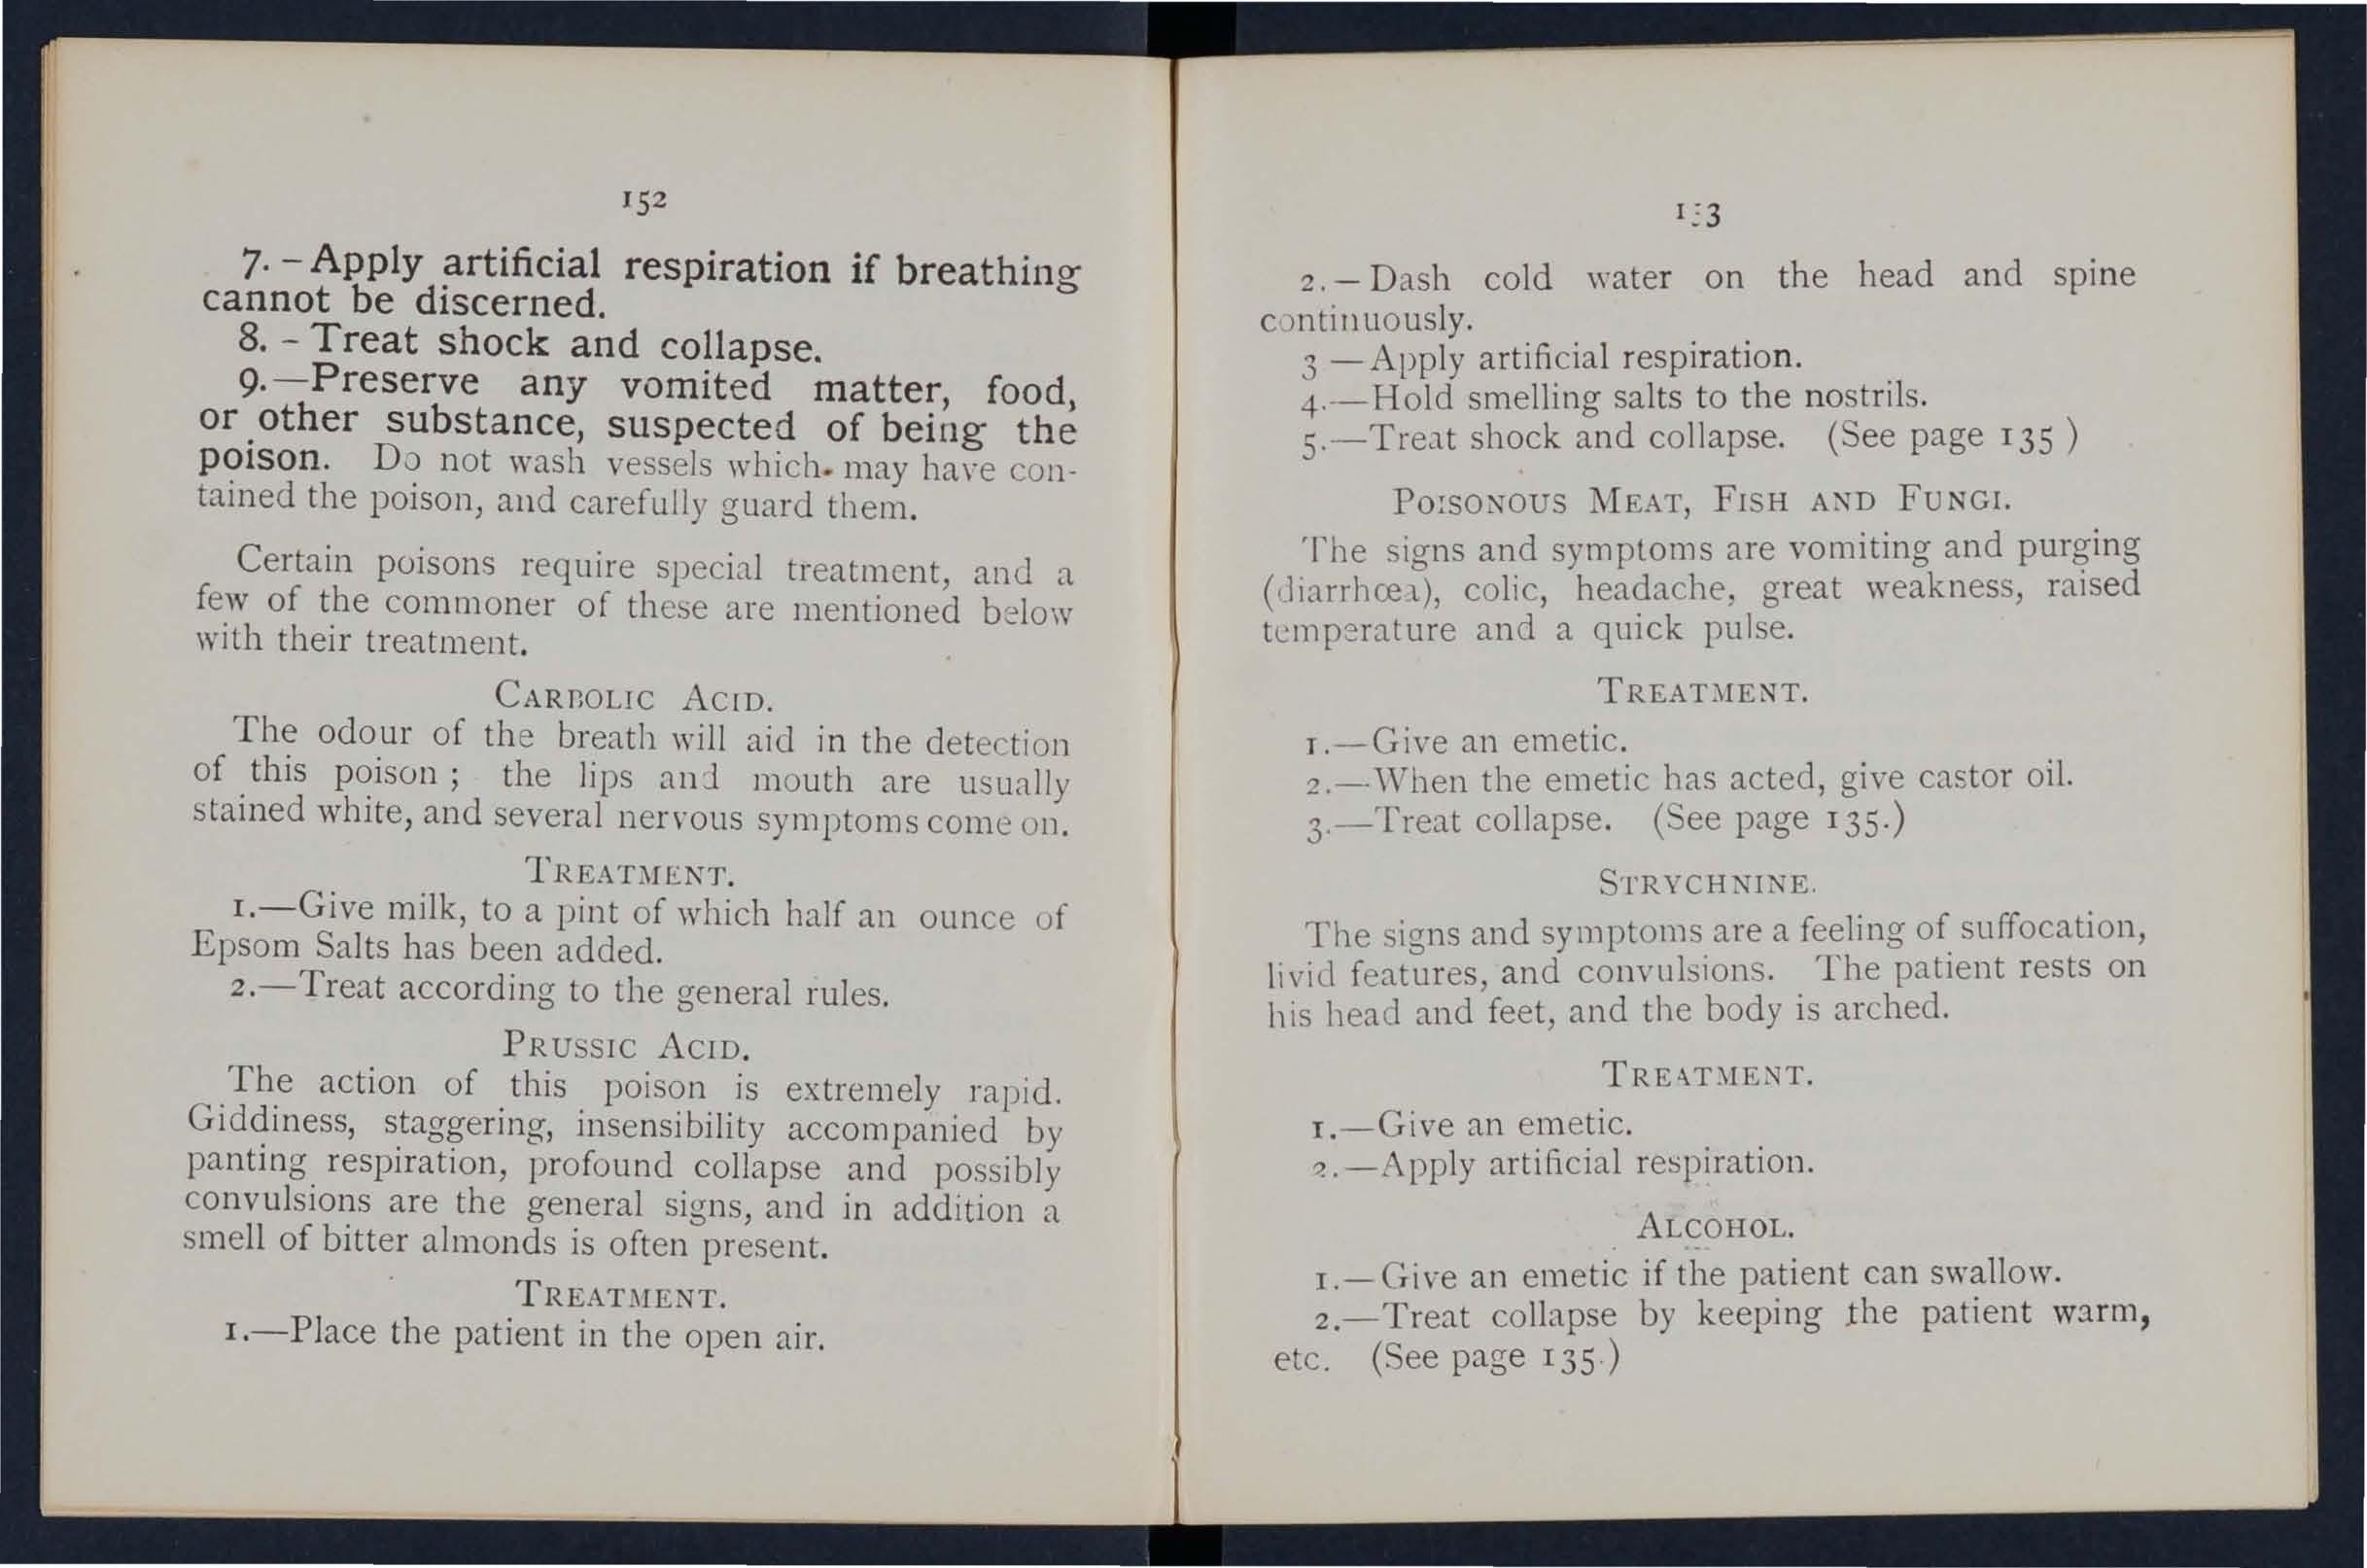 152
7. – Apply artificial respiration if breathing
cannot be discerned.
8. – Treat shock and collapse.
9.—Preserve any vomited matter, food,
or other substance, suspected of being the
poison. Do not wash vessels which may have con-
tained the poison, and carefully guard them.
Certain poisons require special treatment, and a
few of the commoner of these are mentioned below
with their treatment.
CARBOLIC ACID.
The odour of the breath will aid in the detection
of this poison ; the lips and mouth are usually
stained white, and several nervous symptoms come on.
TREATMENT.
1.—Give milk, to a pint of which half an ounce of
Epsom Salts has been added.
2.—Treat according to the general rules.
PRUSSIC ACID.
The action of this poison is extremely rapid.
Giddiness, staggering, insensibility accompanied by
panting respiration, profound collapse and possibly
convulsions are the general signs, and in addition a
smell of bitter almonds is often present.
TREATMENT.
1.—Place the patient in the open air.
153
2.—Dash cold water on the head and spine
continuously.
3 —Apply artificial respiration.
4.—Hold smelling salts to the nostrils.
5.—Treat shock and collapse. (See page 135 )
POISONOUS MEAT, FISH AND FUNGI.
The signs and symptoms are vomiting and purging
(diarrhœa), colic, headache, great weakness, raised
temperature and a quick pulse.
TREATMENT.
1.—Give an emetic.
2.—When the emetic has acted, give castor oil.
3.—Treat collapse. (See page 135.)
STRYCHNINE.
The signs and symptoms are a feeling of suffocation,
livid features, and convulsions. The patient rests on
his head and feet, and the body is arched.
TREATMENT.
1.—Give an emetic.
2.—Apply artificial respiration.
ALCOHOL.
1.—Give an emetic if the patient can swallow.
2.—Treat collapse by keeping the patient warm,
etc. (See page 135.)